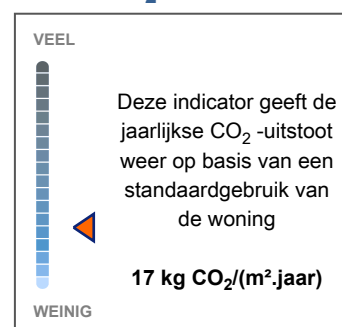 VEEL
Deze indicator geeft de
jaarlijkse CO₂ -uitstoot
weer op basis van een
standaardgebruik van
de woning
17 kg CO₂/(m².jaar)
WEINIG